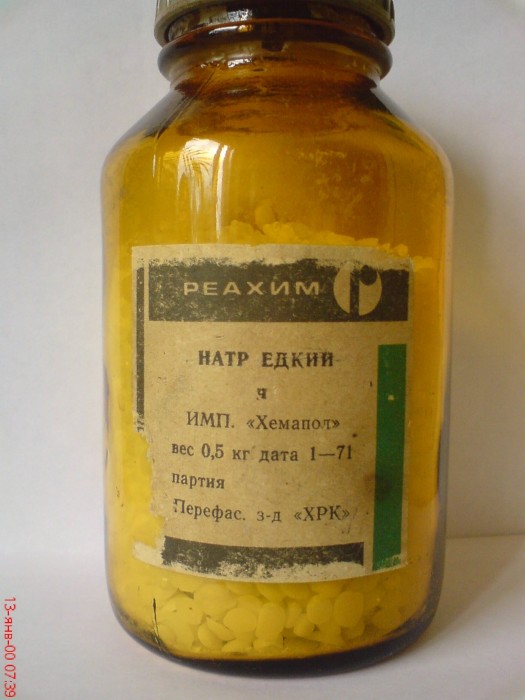 РЕАХИМ
НАТР ЕДКИЙ
ч
ИМП. «Хемапол»
вес 0,5 кг дата 1—71
партия
Перефас. з-д «ХРК»
13-янв-00 07:39